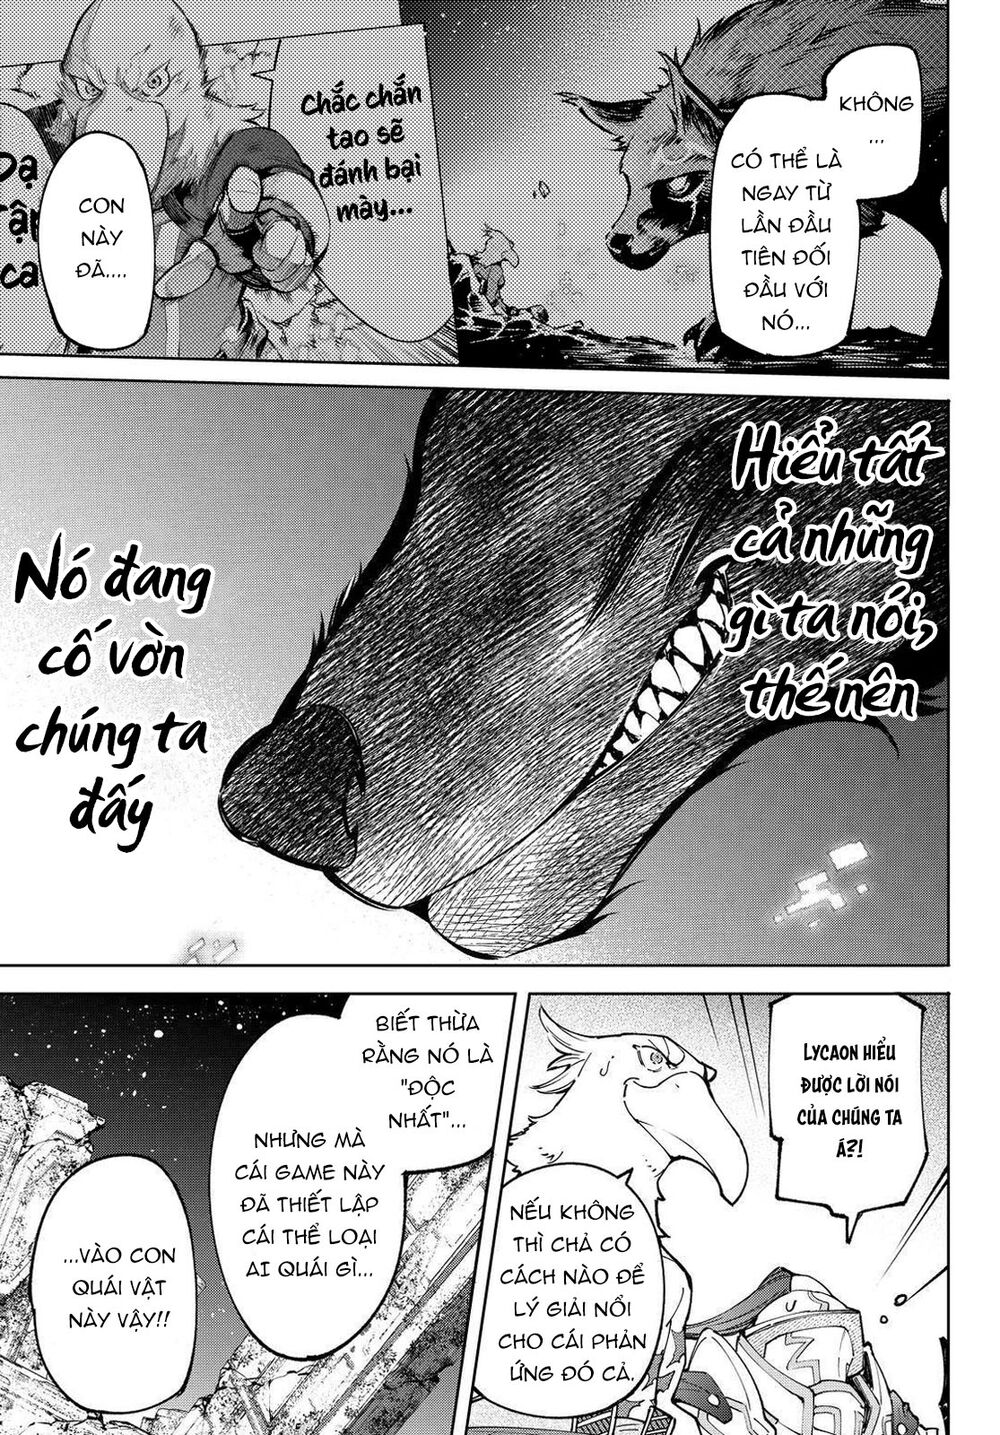 KHÔNG
...
CÓ THỂ LÀ
NGAY TỪ
LẦN ĐẦU
TIÊN ĐỐI
ĐẦU VỚI
NÓ...
Chắc chắn
tao sẽ
đánh bại
mày...
CON
NÀY
ĐÃ....
Hiểu tất
cả những
gì ta nói,
thế nên
Nó đang
cố vờn
chúng ta
đấy
LYCAON HIỂU
ĐƯỢC LỜI NÓI
CỦA CHÚNG TA
Á?!
NẾU KHÔNG
THÌ CHẢ CÓ
CÁCH NÀO ĐỂ
LÝ GIẢI NỔI
CHO CÁI PHẢN
ỨNG ĐÓ CẢ.
BIẾT THỪA
RẰNG NÓ LÀ
"ĐỘC
NHẤT"...
NHƯNG MÀ
CÁI GAME NÀY
ĐÃ THIẾT LẬP
CÁI THỂ LOẠI
AI QUÁI GÌ...
...VÀO CON
QUÁI VẬT
NÀY VẬY!!